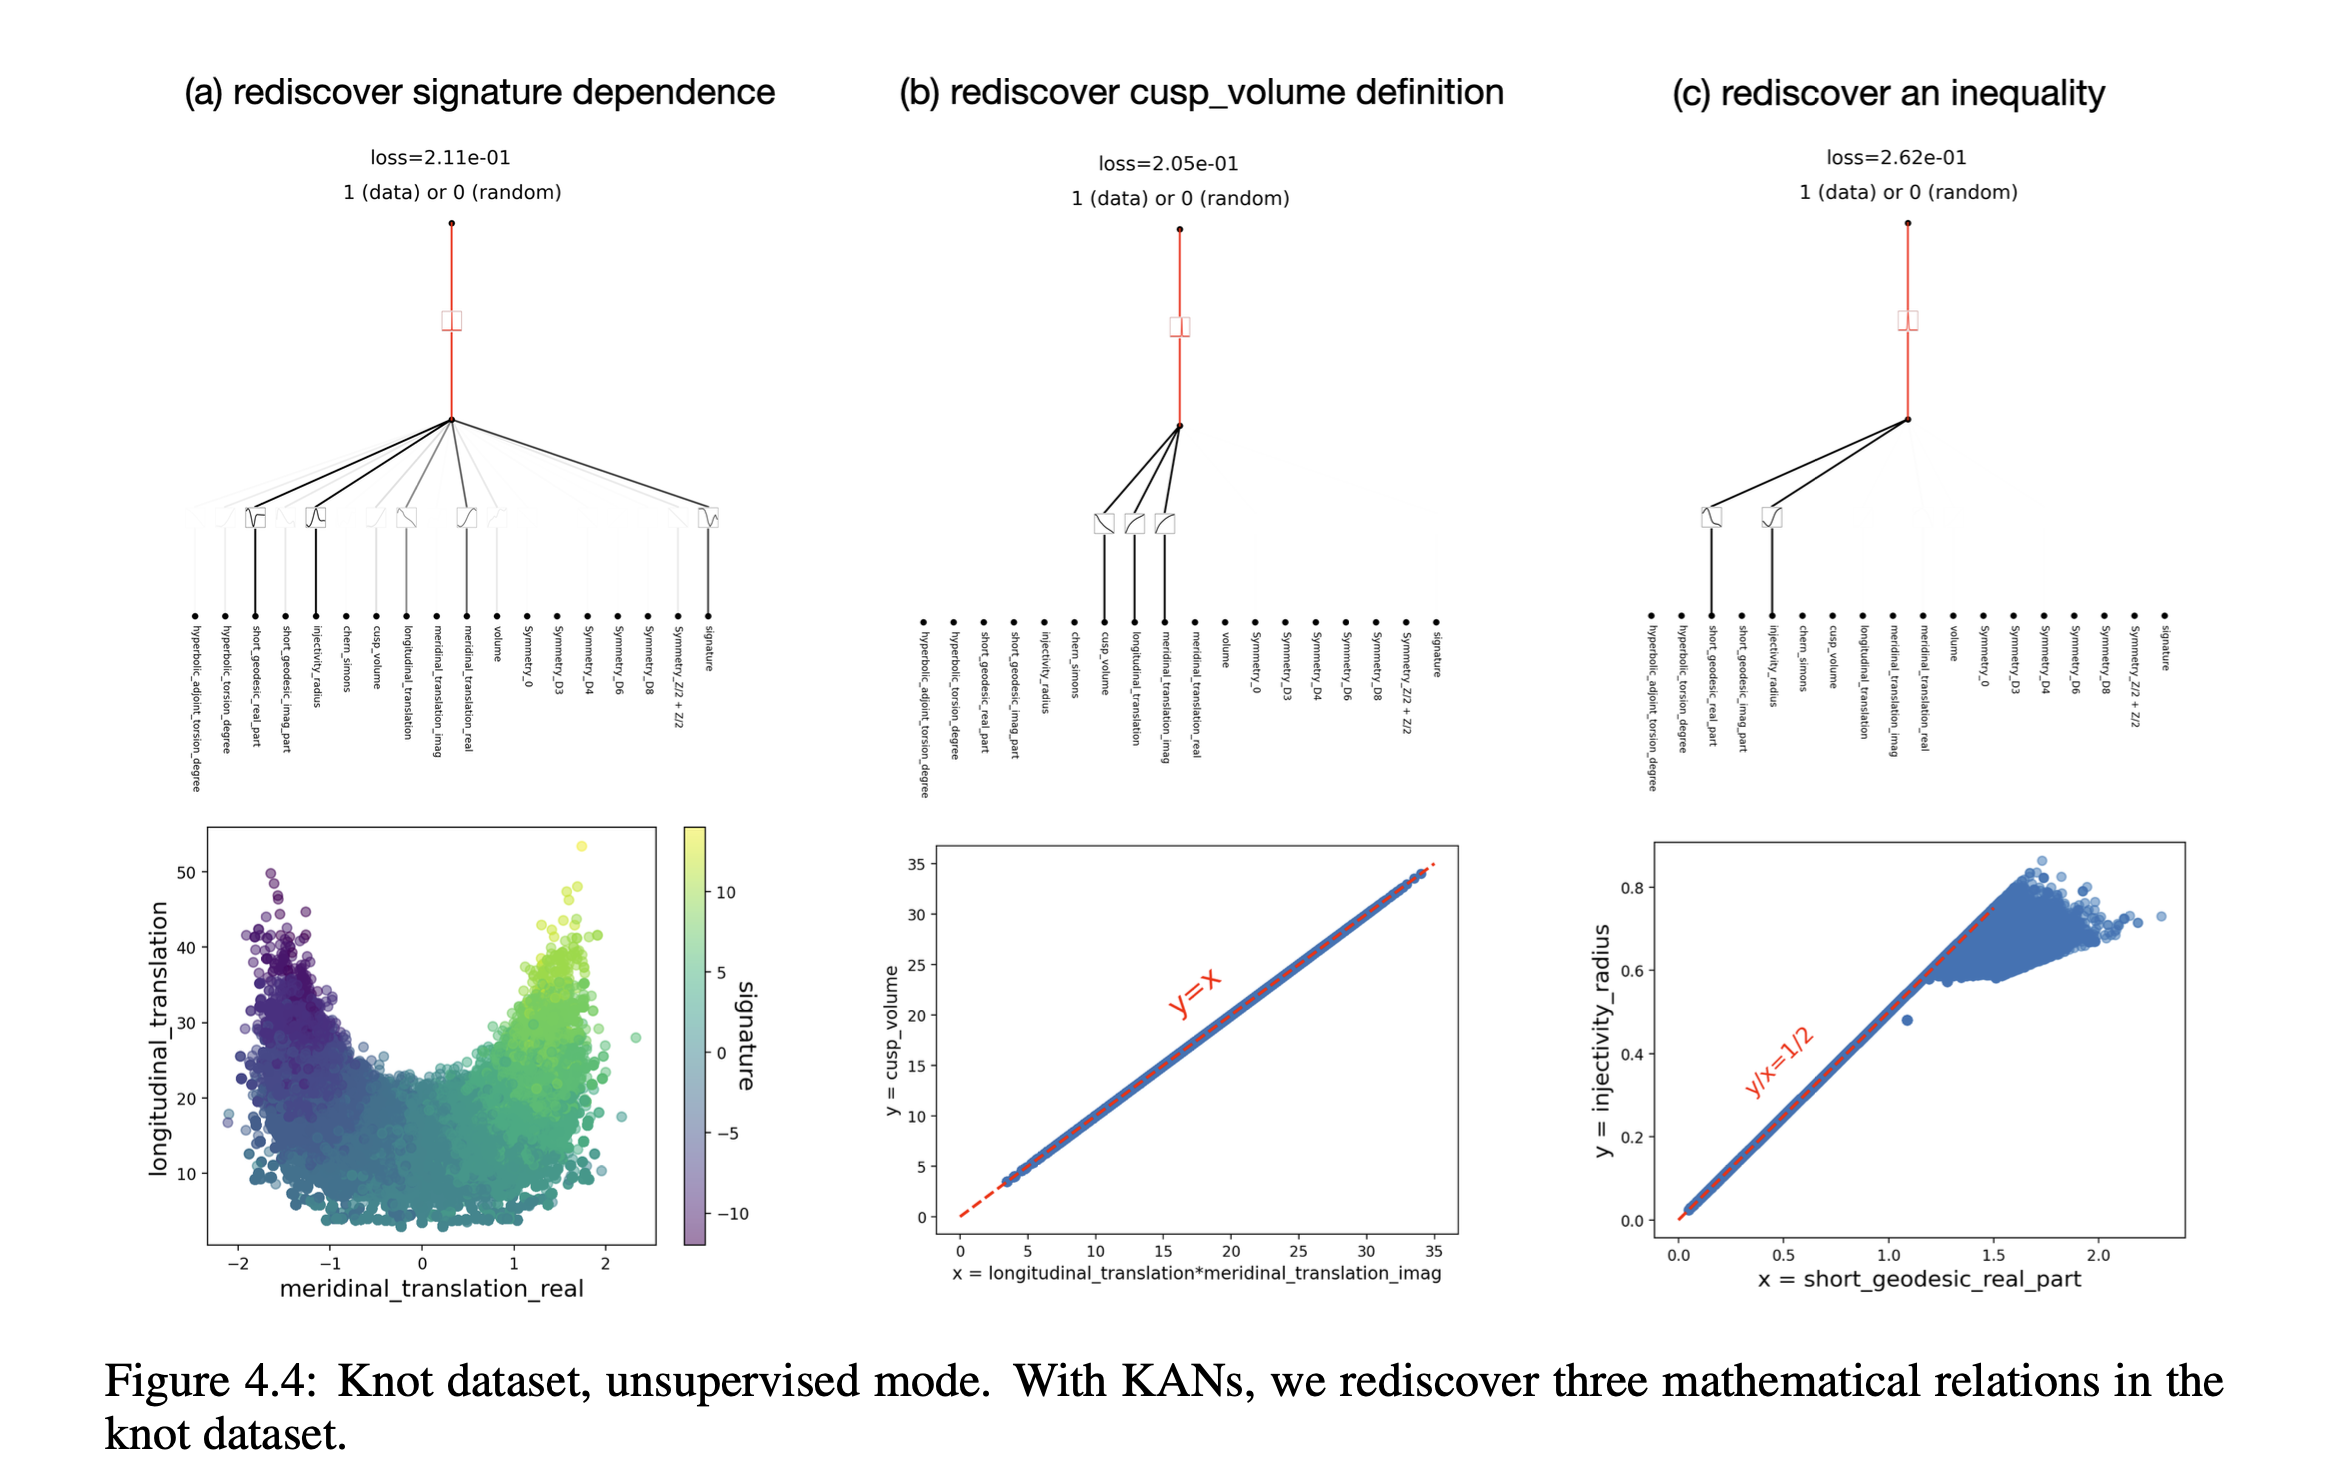 (a) rediscover signature dependence
loss=2.11e-01
1 (data) or 0 (random)
hyperbolic_adjoint_torsion_degree
hyperbolic_torsion_degree
short_geodesic_real_part
short_geodesic_imag_part
injectivity_radius
chern_simons
cusp_volume
longitudinal_translation
meridinal_translation_imag
meridinal_translation_real
volume
Symmetry_0
Symmetry_D3
Symmetry_D4
Symmetry_D6
Symmetry_D8
Symmetry_Z/2 + Z/2
signature
longitudinal_translation
50
40
30
20
10
−2
−1
0
1
2
meridinal_translation_real
10
5
0
−5
−10
signature
(b) rediscover cusp_volume definition
loss=2.05e-01
1 (data) or 0 (random)
hyperbolic_adjoint_torsion_degree
hyperbolic_torsion_degree
short_geodesic_real_part
short_geodesic_imag_part
injectivity_radius
chern_simons
cusp_volume
longitudinal_translation
meridinal_translation_imag
meridinal_translation_real
volume
Symmetry_0
Symmetry_D3
Symmetry_D4
Symmetry_D6
Symmetry_D8
Symmetry_Z/2 + Z/2
signature
y = cusp_volume
35
30
25
20
15
10
5
0
y=x
0
5
10
15
20
25
30
35
x = longitudinal_translation*meridinal_translation_imag
(c) rediscover an inequality
loss=2.62e-01
1 (data) or 0 (random)
hyperbolic_adjoint_torsion_degree
hyperbolic_torsion_degree
short_geodesic_real_part
short_geodesic_imag_part
injectivity_radius
chern_simons
cusp_volume
longitudinal_translation
meridinal_translation_imag
meridinal_translation_real
volume
Symmetry_0
Symmetry_D3
Symmetry_D4
Symmetry_D6
Symmetry_D8
Symmetry_Z/2 + Z/2
signature
y = injectivity_radius
0.8
0.6
0.4
0.2
0.0
y/x=1/2
0.0
0.5
1.0
1.5
2.0
x = short_geodesic_real_part
Figure 4.4: Knot dataset, unsupervised mode. With KANs, we rediscover three mathematical relations in the
knot dataset.